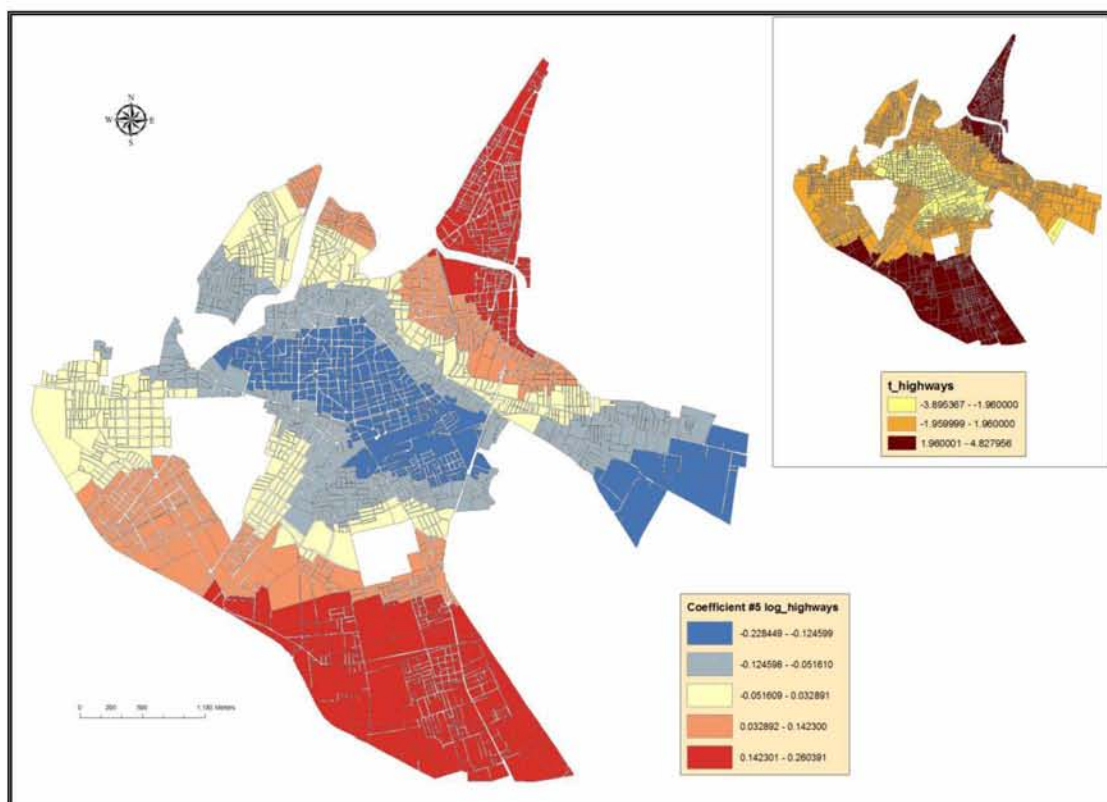 N
W E
S
t_highways
-3.895367 - -1.960000
-1.959999 - 1.960000
1.960001 - 4.827956
Coefficient #5 log_highways
-0.228449 - -0.124599
-0.124598 - -0.051610
-0.051609 - 0.032891
0.032892 - 0.142300
0.142301 - 0.260391
0 Meters